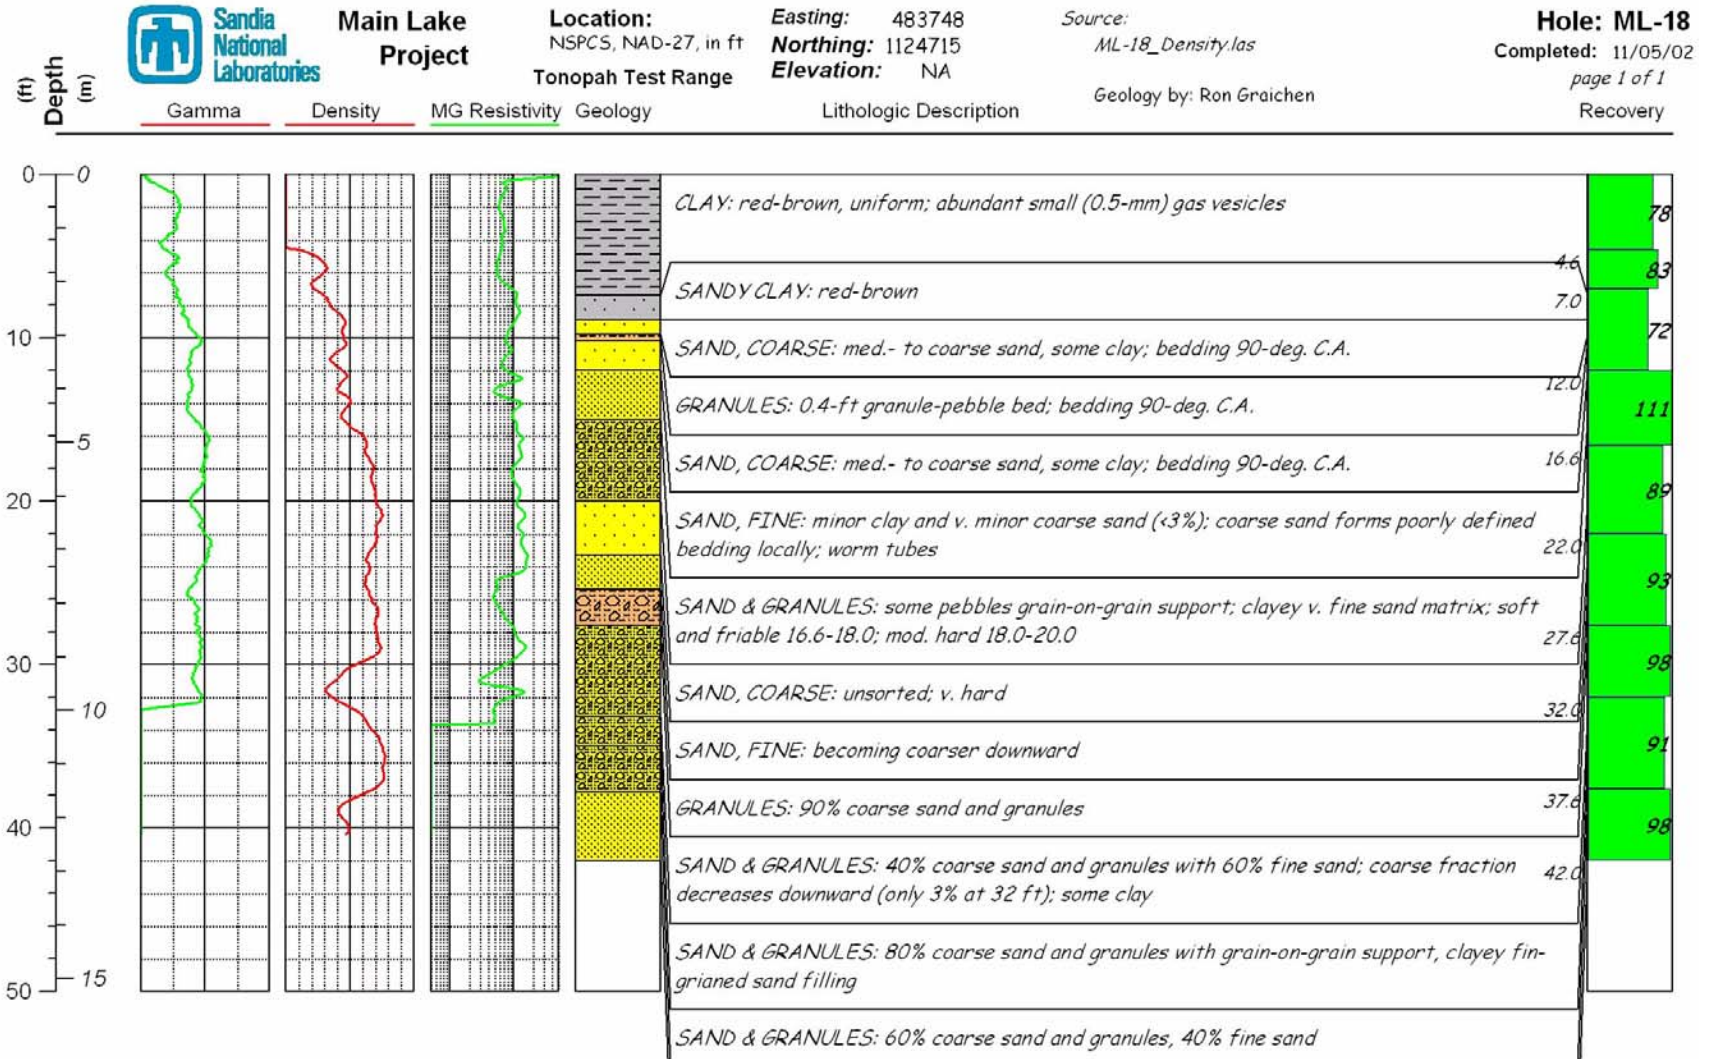 Sandia
National
Laboratories
Main Lake
Project
Location:
NSPCS, NAD-27, in ft
Tonopah Test Range
Easting: 483748
Northing: 1124715
Elevation: NA
Source:
ML-18_Density.las
Geology by: Ron Graichen
Hole: ML-18
Completed: 11/05/02
page 1 of 1
(ft)
Depth
(m)
Gamma
Density
MG Resistivity
Geology
Lithologic Description
Recovery
0
10
20
30
40
50
0
5
10
15
CLAY: red-brown, uniform; abundant small (0.5-mm) gas vesicles
SANDY CLAY: red-brown
SAND, COARSE: med.- to coarse sand, some clay; bedding 90-deg. C.A.
GRANULES: 0.4-ft granule-pebble bed; bedding 90-deg. C.A.
SAND, COARSE: med.- to coarse sand, some clay; bedding 90-deg. C.A.
SAND, FINE: minor clay and v. minor coarse sand (<3%); coarse sand forms poorly defined
bedding locally; worm tubes
SAND & GRANULES: some pebbles grain-on-grain support; clayey v. fine sand matrix; soft
and friable 16.6-18.0; mod. hard 18.0-20.0
SAND, COARSE: unsorted; v. hard
SAND, FINE: becoming coarser downward
GRANULES: 90% coarse sand and granules
SAND & GRANULES: 40% coarse sand and granules with 60% fine sand; coarse fraction
decreases downward (only 3% at 32 ft); some clay
SAND & GRANULES: 80% coarse sand and granules with grain-on-grain support, clayey fin-
grianed sand filling
SAND & GRANULES: 60% coarse sand and granules, 40% fine sand
4.6
7.0
12.0
16.6
22.0
27.6
32.0
37.6
42.0
78
83
72
111
89
93
98
91
98